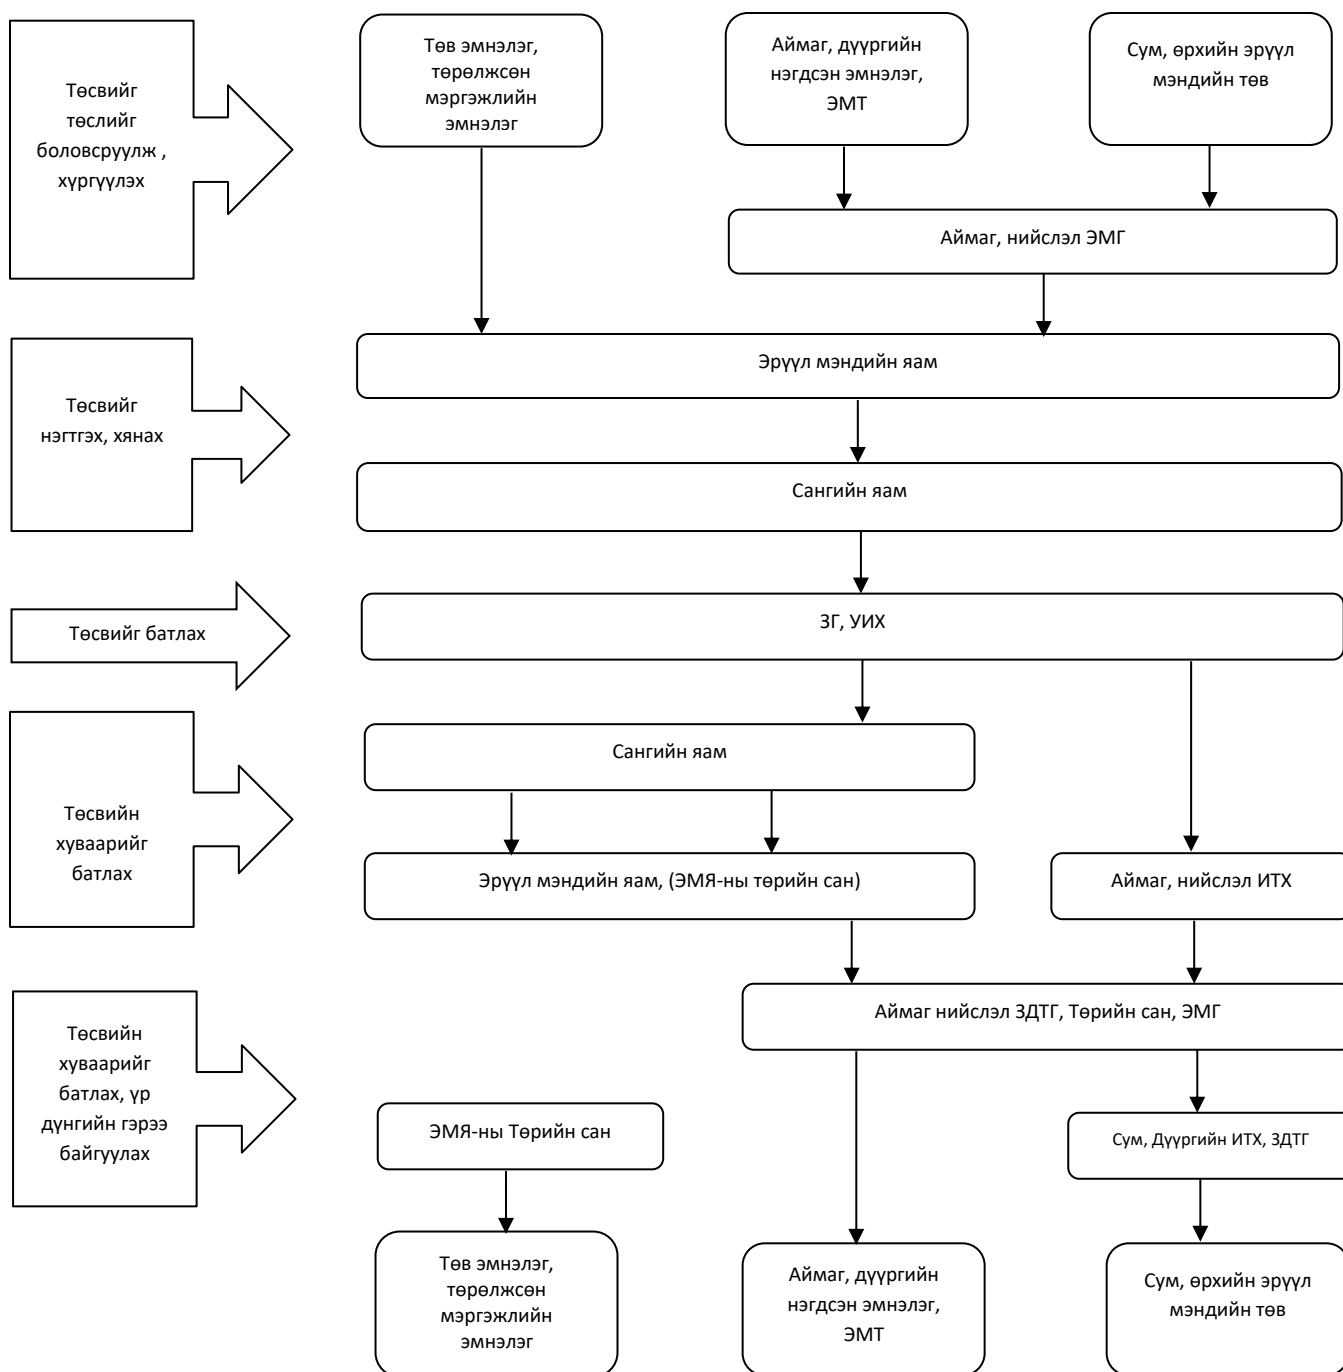 Төсвийг
төслийг
боловсруулж ,
хүргүүлэх
Төв эмнэлэг,
төрөлжсөн
мэргэжлийн
эмнэлэг
Аймаг, дүүргийн
нэгдсэн эмнэлэг,
ЭМТ
Сум, өрхийн эрүүл
мэндийн төв
Аймаг, нийслэл ЭМГ
Төсвийг
нэгтгэх, хянах
Эрүүл мэндийн яам
Сангийн яам
Төсвийг батлах
ЗГ, УИХ
Төсвийн
хуваарийг
батлах
Сангийн яам
Эрүүл мэндийн яам, (ЭМЯ-ны төрийн сан)
Аймаг, нийслэл ИТХ
Төсвийн
хуваарийг
батлах, үр
дүнгийн гэрээ
байгуулах
Аймаг нийслэл ЗДТГ, Төрийн сан, ЭМГ
ЭМЯ-ны Төрийн сан
Сум, Дүүргийн ИТХ, ЗДТГ
Төв эмнэлэг,
төрөлжсөн
мэргэжлийн
эмнэлэг
Аймаг, дүүргийн
нэгдсэн эмнэлэг,
ЭМТ
Сум, өрхийн эрүүл
мэндийн төв